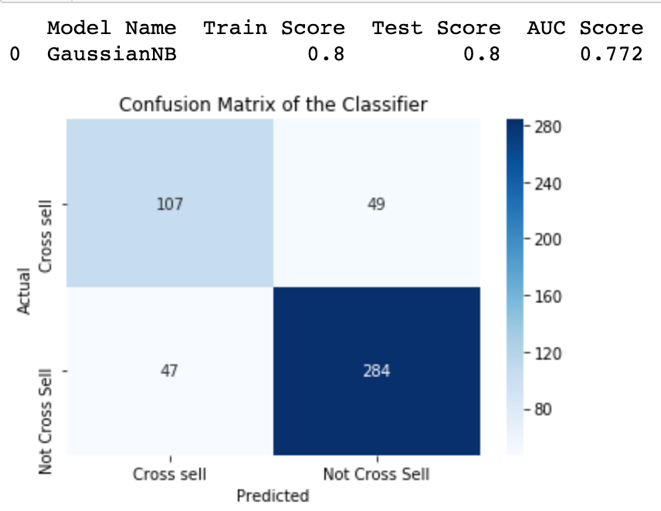 Model Name  Train Score  Test Score  AUC Score
0  GaussianNB  0.8  0.8  0.772
Confusion Matrix of the Classifier
Actual
Cross sell
107
49
Not Cross Sell
47
284
Cross sell
Not Cross Sell
Predicted
280
240
200
160
120
80